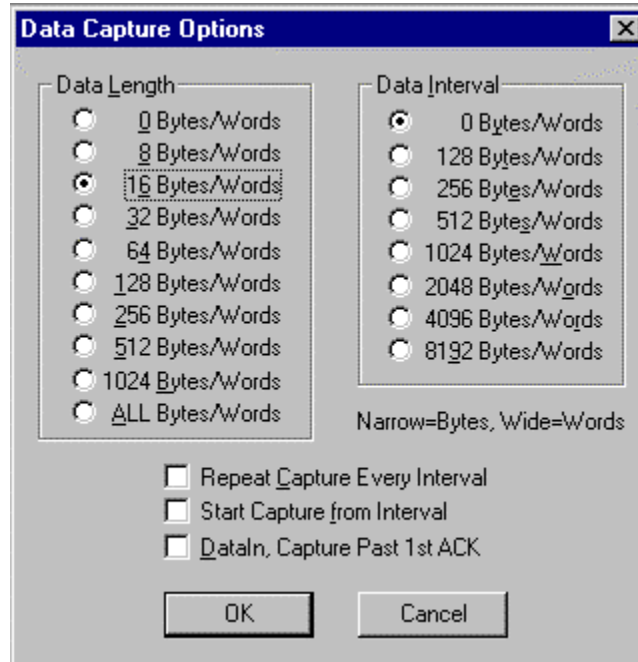 Data Capture Options
Data Length
0 Bytes/Words
8 Bytes/Words
16 Bytes/Words
32 Bytes/Words
64 Bytes/Words
128 Bytes/Words
256 Bytes/Words
512 Bytes/Words
1024 Bytes/Words
ALL Bytes/Words
Data Interval
0 Bytes/Words
128 Bytes/Words
256 Bytes/Words
512 Bytes/Words
1024 Bytes/Words
2048 Bytes/Words
4096 Bytes/Words
8192 Bytes/Words
Narrow=Bytes, Wide=Words
Repeat Capture Every Interval
Start Capture from Interval
DataIn, Capture Past 1st ACK
OK
Cancel